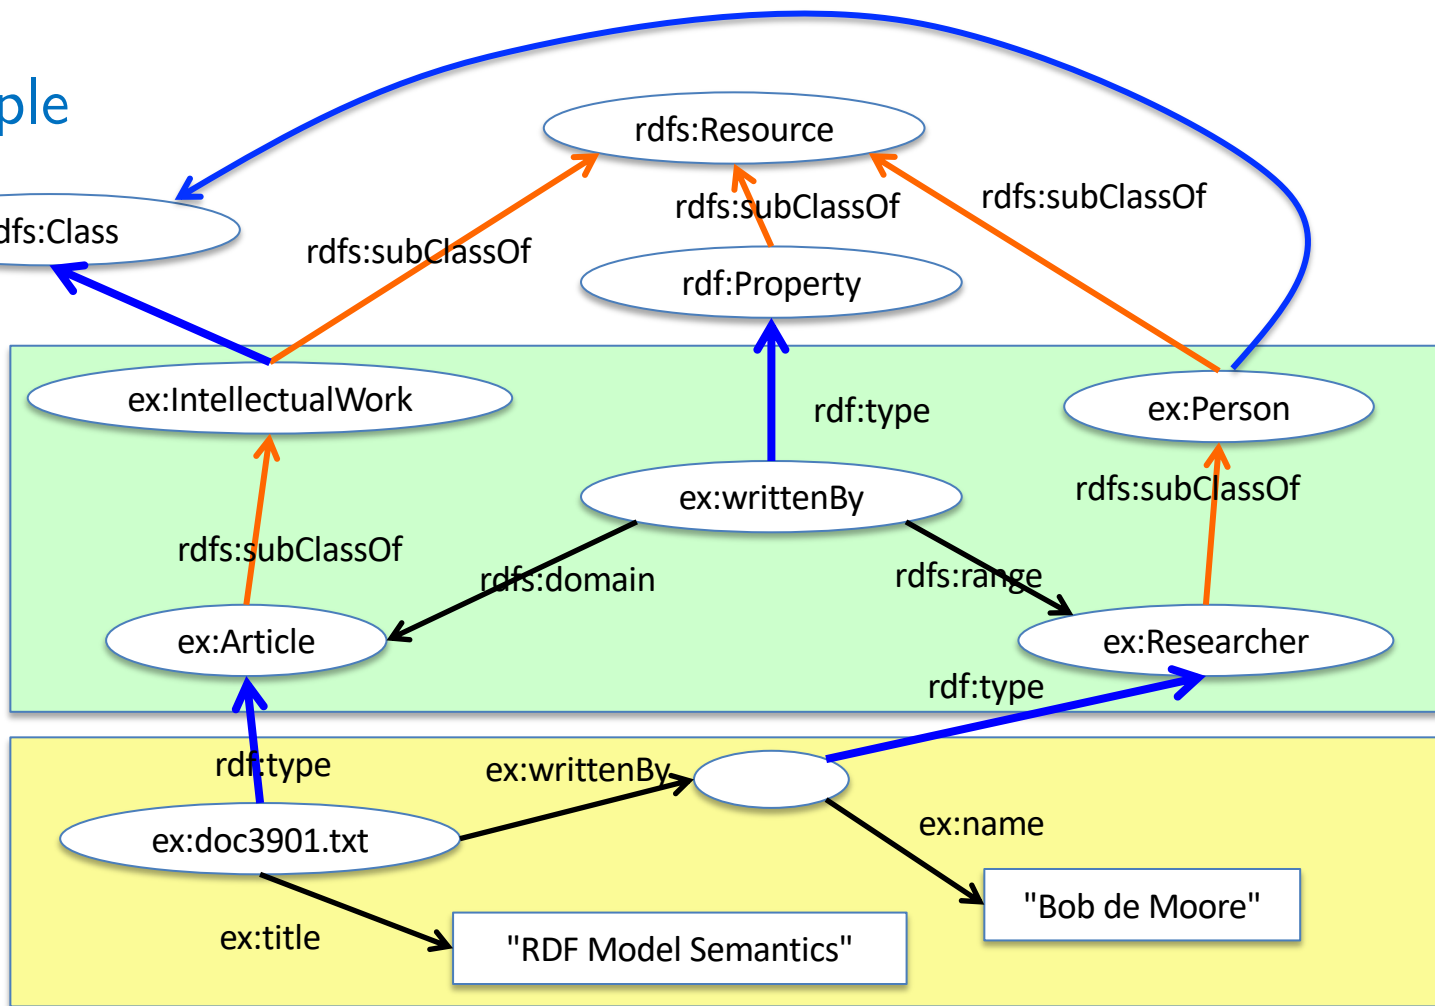 ple
rdfs:Resource
rdfs:subClassOf
rdfs:subClassOf
dfs:Class
rdfs:subClassOf
rdf:Property
ex:IntellectualWork
rdf:type
ex:Person
rdfs:subClassOf
ex:writtenBy
rdfs:subClassOf
rdfs:domain
rdfs:range
ex:Article
ex:Researcher
rdf:type
rdf:type
ex:writtenBy
ex:name
ex:doc3901.txt
"Bob de Moore"
ex:title
"RDF Model Semantics"